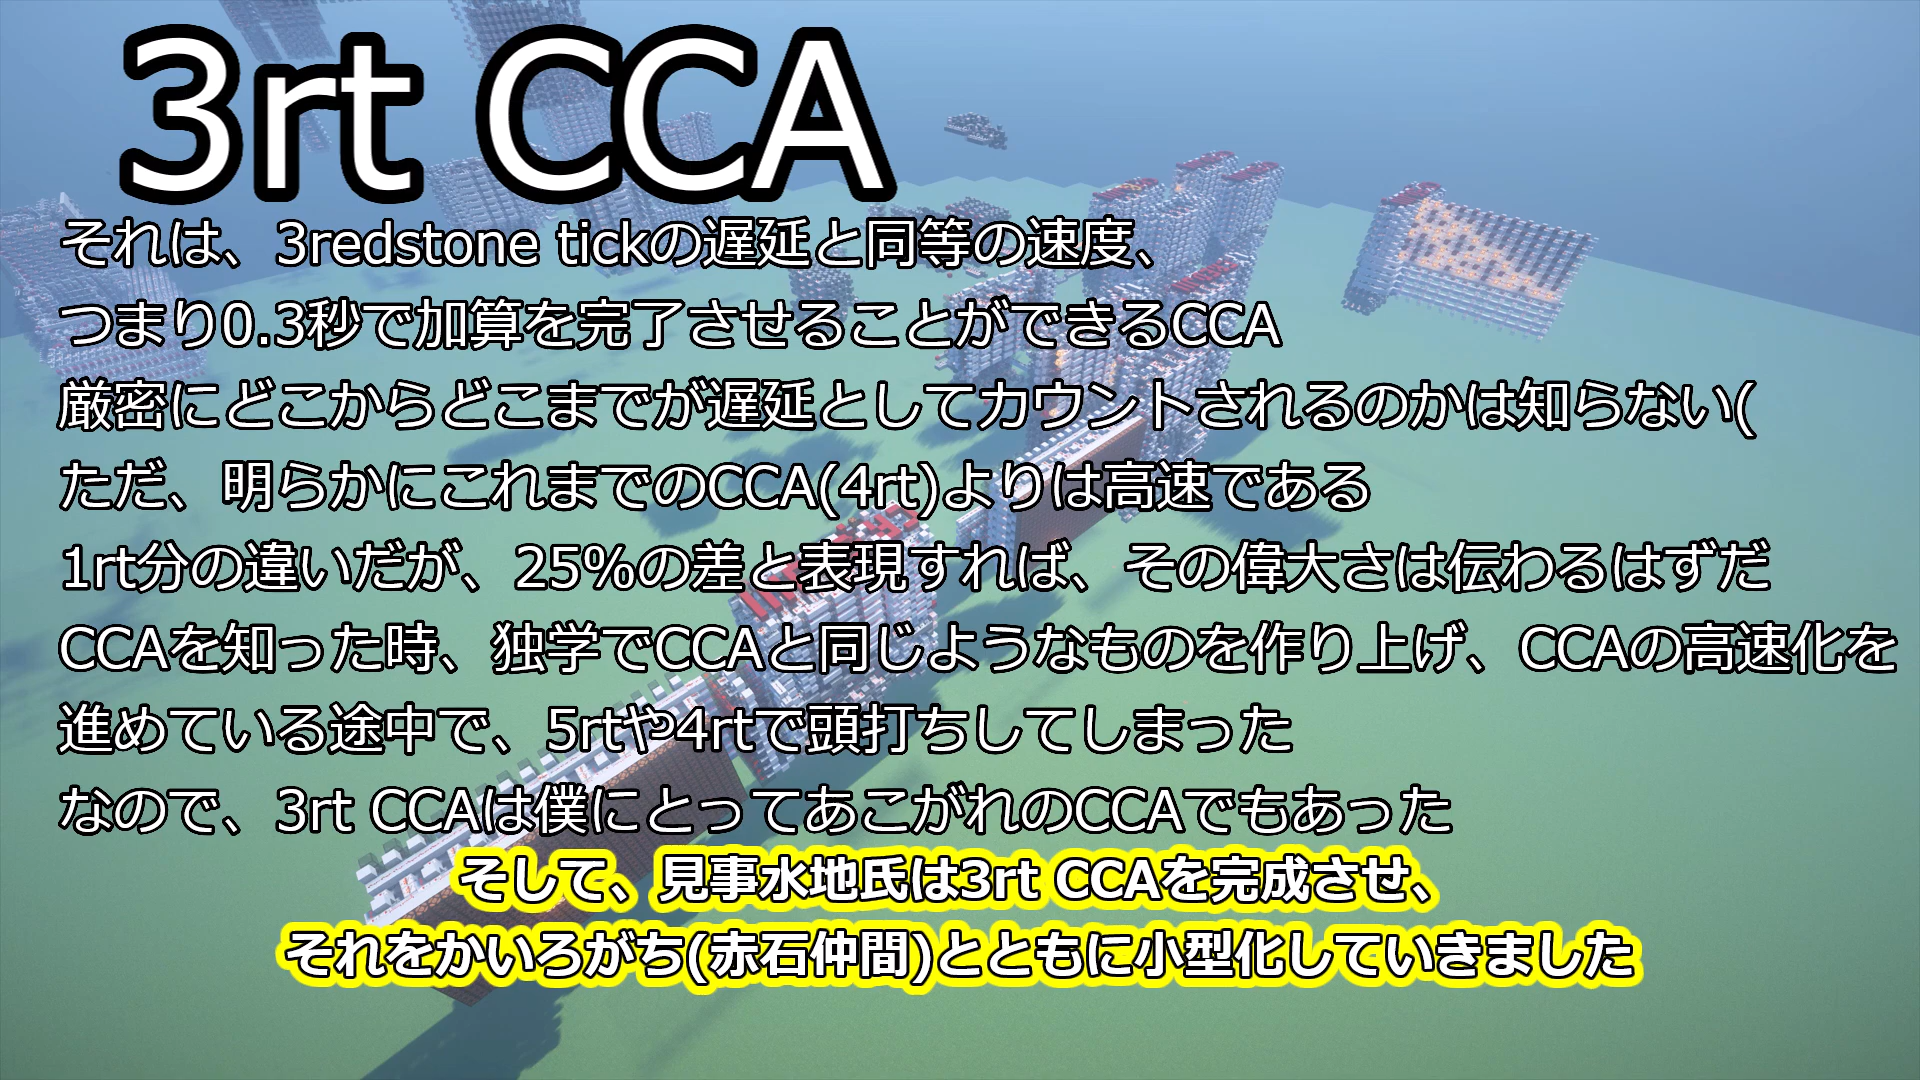 3rt CCA
それは、3redstone tickの遅延と同等の速度、
つまり0.3秒で加算を完了させることができるCCA
厳密にどこからどこまでが遅延としてカウントされるのかは知らない(
ただ、明らかにこれまでのCCA(4rt)よりは高速である
1rt分の違いだが、25%の差と表現すれば、その偉大さは伝わるはずだ
CCAを知った時、独学でCCAと同じようなものを作り上げ、CCAの高速化を
進めている途中で、5rtや4rtで頭打ちしてしまった
なので、3rt CCAは僕にとってあこがれのCCAでもあった
そして、見事水地氏は3rt CCAを完成させ、
それをかいろがち(赤石仲間)とともに小型化していきました